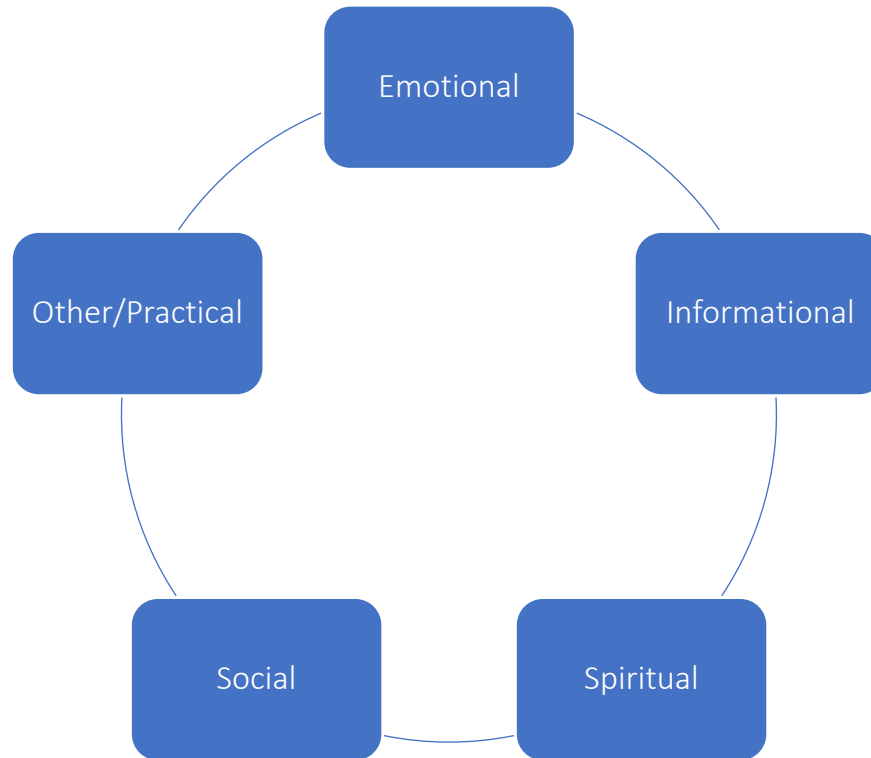 Emotional
Other/Practical
Informational
Social
Spiritual